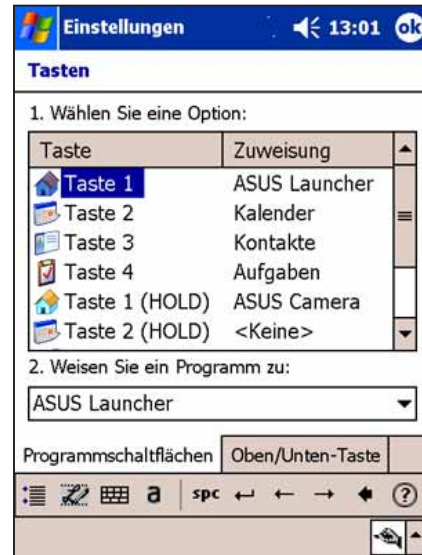 Einstellungen 13:01 ok
Tasten
1. Wählen Sie eine Option:
Taste Zuweisung
Taste 1 ASUS Launcher
Taste 2 Kalender
Taste 3 Kontakte
Taste 4 Aufgaben
Taste 1 (HOLD) ASUS Camera
Taste 2 (HOLD) <Keine>
2. Weisen Sie ein Programm zu:
ASUS Launcher
Programmschaltflächen Oben/Unten-Taste
a spc ?